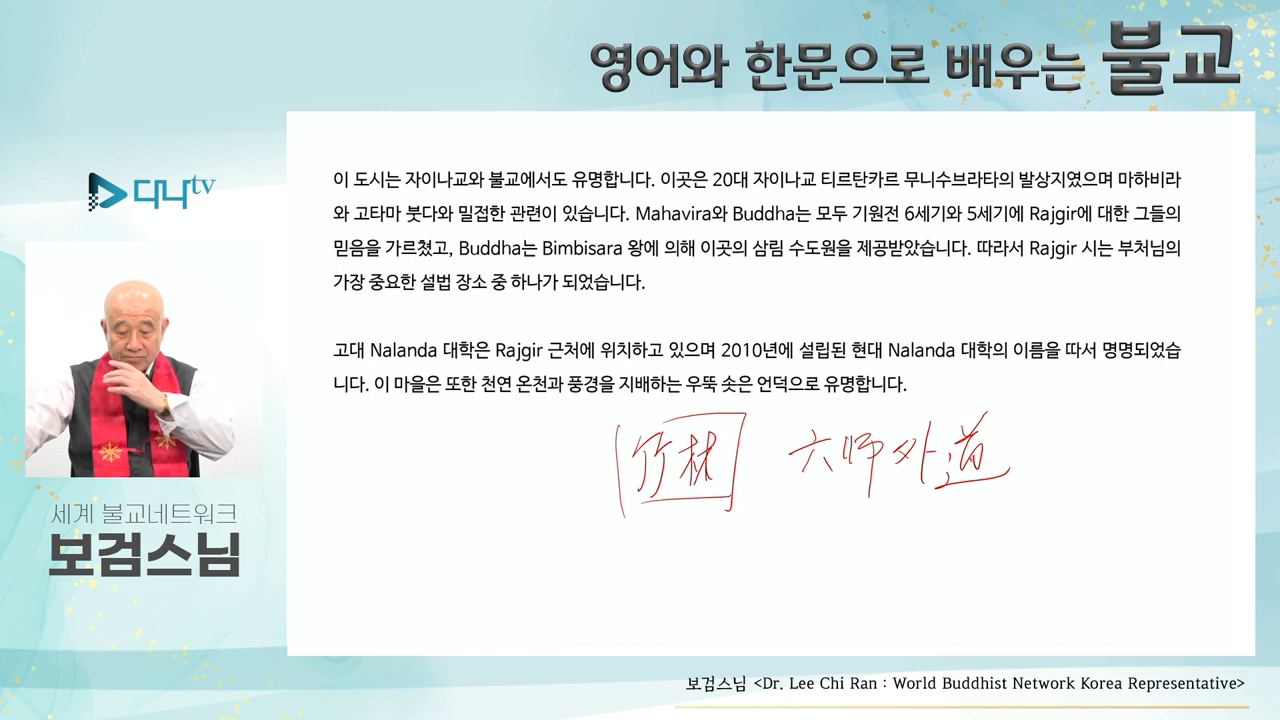 영어와 한문으로 배우는 불교
디나tv
이 도시는 자이나교와 불교에서도 유명합니다. 이곳은 20대 자이나교 티르탄카르 무니수브라타의 발상지였으며 마하비라
와 고타마 붓다와 밀접한 관련이 있습니다. Mahavira와 Buddha는 모두 기원전 6세기와 5세기에 Rajgir에 대한 그들의
믿음을 가르쳤고, Buddha는 Bimbisara 왕에 의해 이곳의 삼림 수도원을 제공받았습니다. 따라서 Rajgir 시는 부처님의
가장 중요한 설법 장소 중 하나가 되었습니다.
고대 Nalanda 대학은 Rajgir 근처에 위치하고 있으며 2010년에 설립된 현대 Nalanda 대학의 이름을 따서 명명되었습
니다. 이 마을은 또한 천연 온천과 풍경을 지배하는 우뚝 솟은 언덕으로 유명합니다.
竹林 六師外道
세계 불교네트워크
보검스님
보검스님 <Dr. Lee Chi Ran : World Buddhist Network Korea Representative>